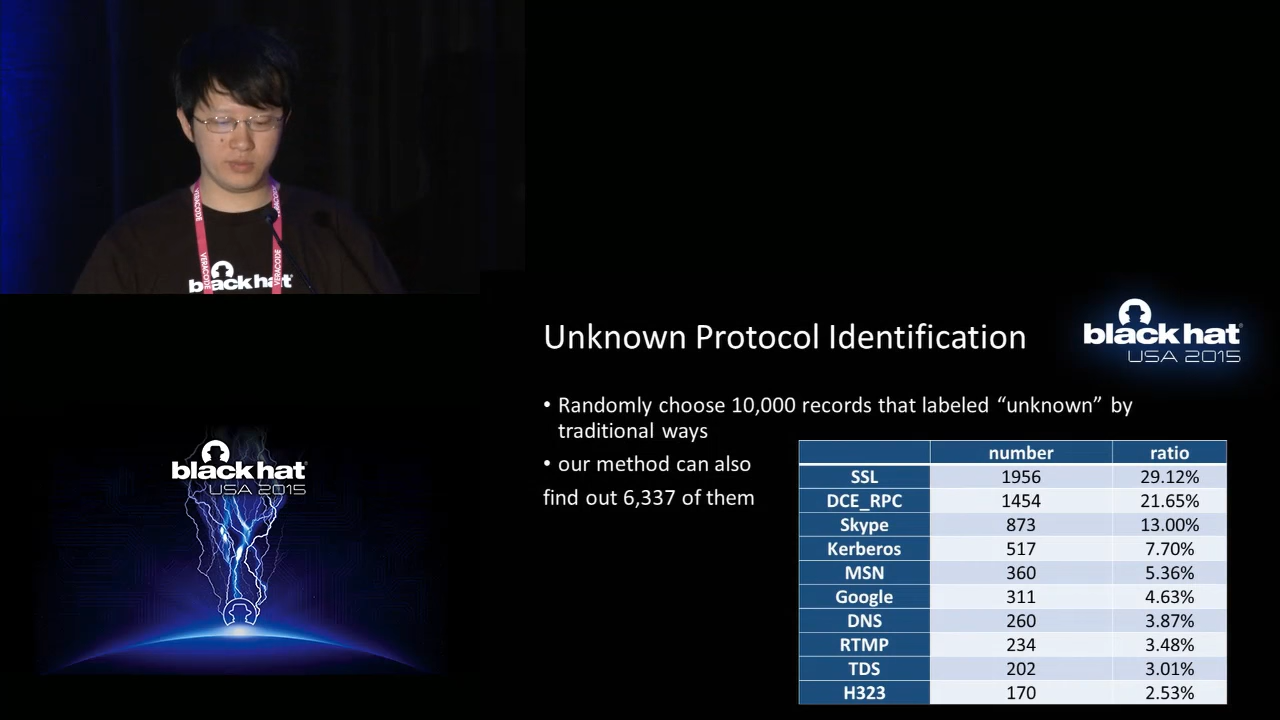 VERACODE
VERACODE
VERACODE
black hat
Unknown Protocol Identification
black hat
USA 2015
• Randomly choose 10,000 records that labeled “unknown” by
traditional ways
• our method can also
find out 6,337 of them
number ratio
SSL 1956 29.12%
DCE_RPC 1454 21.65%
Skype 873 13.00%
Kerberos 517 7.70%
MSN 360 5.36%
Google 311 4.63%
DNS 260 3.87%
RTMP 234 3.48%
TDS 202 3.01%
H323 170 2.53%
black hat
USA 2015